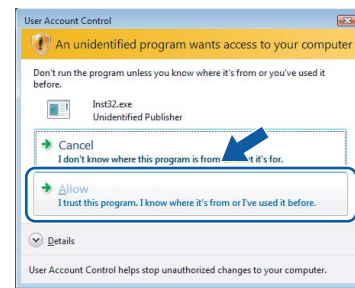 User Account Control
An unidentified program wants access to your computer
Don't run the program unless you know where it's from or you've used it
before.
Inst32.exe
Unidentified Publisher
Cancel
I don't know where this program is from it's for.
Allow
I trust this program. I know where it's from or I've used it before.
Details
User Account Control helps stop unauthorized changes to your computer.